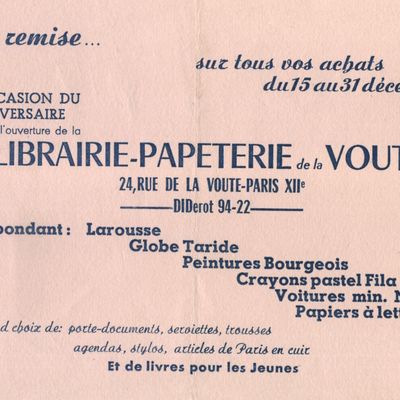 remise...
sur tous vos achats
du 15 au 31 déce
CASION DU
VERSAIRE
l'ouverture de la
LIBRAIRIE-PAPETERIE de la VOUT
24, RUE DE LA VOUTE-PARIS XIIe
DIDerot 94-22
pondant: Larousse
Globe Taride
Peintures Bourgeois
Crayons pastel Fila
Voitures min. N
Papiers à lett
d choix de: porte-documents, serviettes, trousses
agendas, stylos, articles de Paris en cuir
Et de livres pour les Jeunes